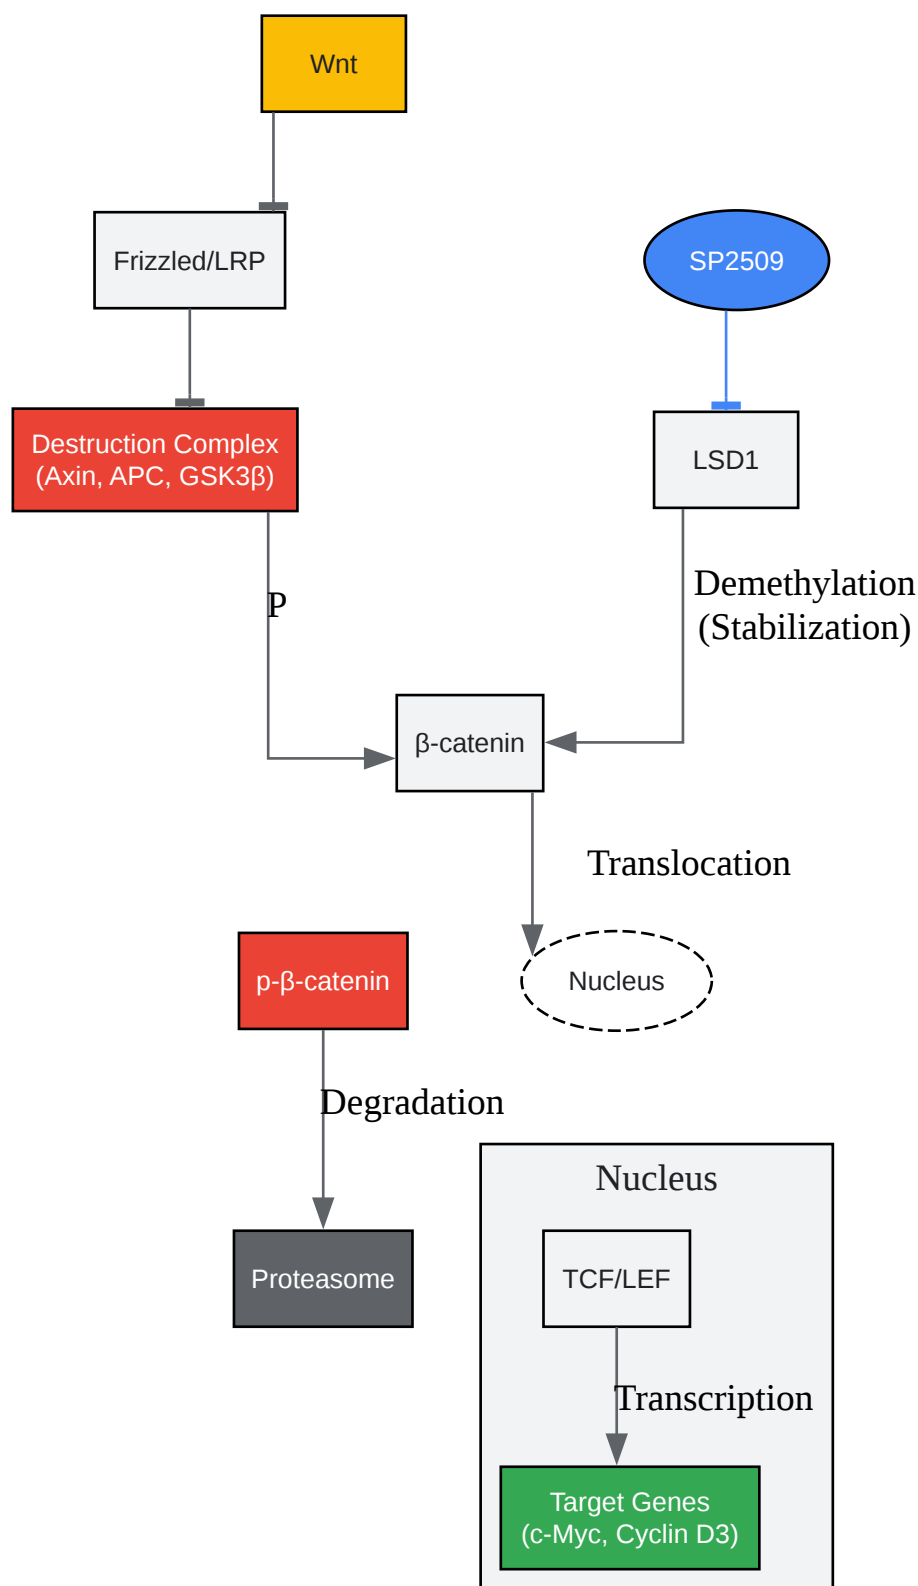 Wnt
Frizzled/LRP
SP2509
Destruction Complex
(Axin, APC, GSK3β)
LSD1
P
Demethylation
(Stabilization)
β-catenin
Translocation
p-β-catenin
Nucleus
Degradation
Nucleus
Proteasome
TCF/LEF
Transcription
Target Genes
(c-Myc, Cyclin D3)